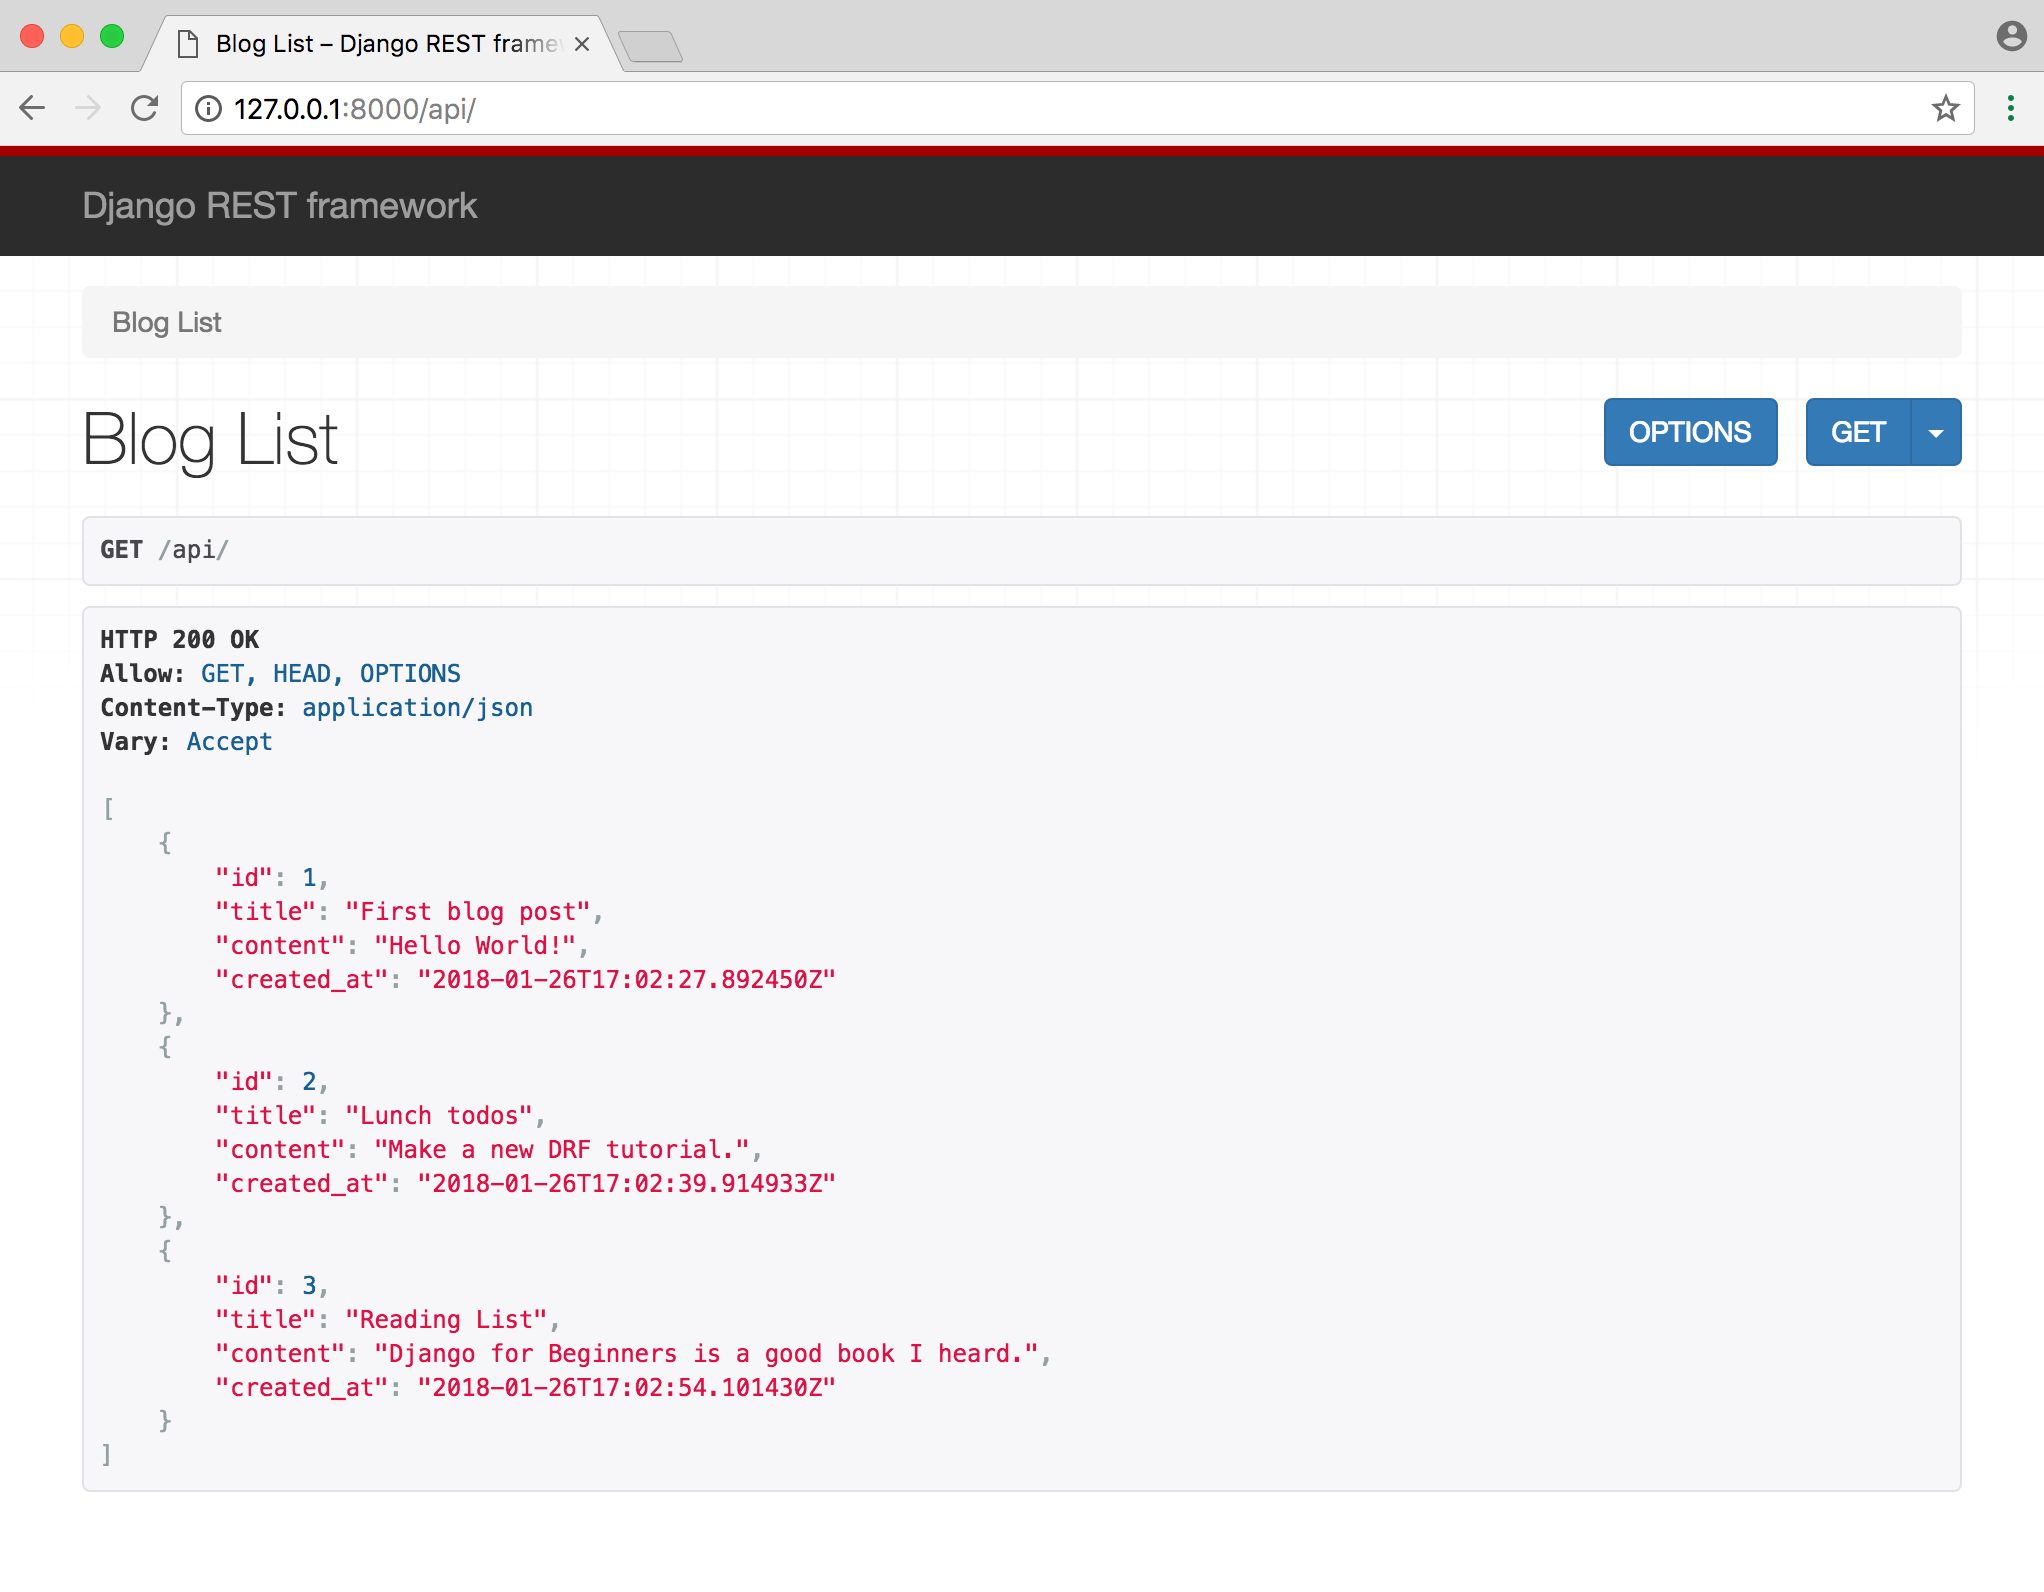 Blog List – Django REST frame
127.0.0.1:8000/api/
Django REST framework
Blog List
Blog List
OPTIONS
GET
GET /api/
HTTP 200 OK
Allow: GET, HEAD, OPTIONS
Content-Type: application/json
Vary: Accept
[
    {
        "id": 1,
        "title": "First blog post",
        "content": "Hello World!",
        "created_at": "2018-01-26T17:02:27.892450Z"
    },
    {
        "id": 2,
        "title": "Lunch todos",
        "content": "Make a new DRF tutorial.",
        "created_at": "2018-01-26T17:02:39.914933Z"
    },
    {
        "id": 3,
        "title": "Reading List",
        "content": "Django for Beginners is a good book I heard.",
        "created_at": "2018-01-26T17:02:54.101430Z"
    }
]